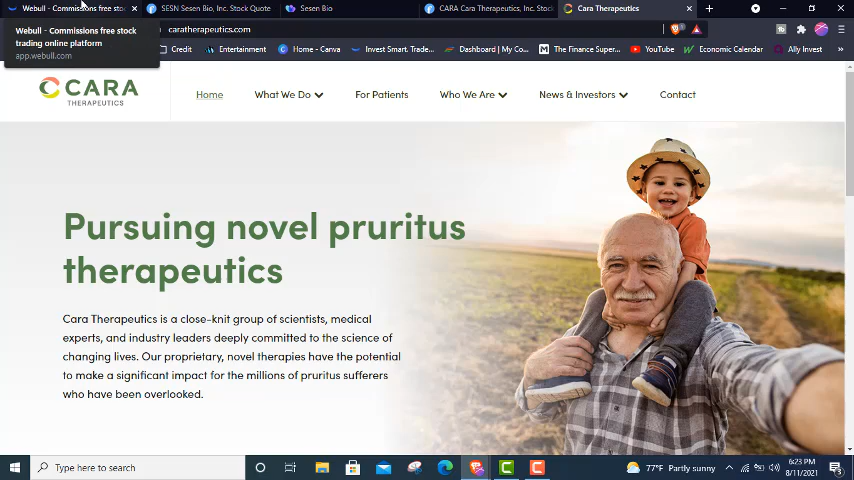 Webull - Commissions free stoc
SESN Sesen Bio, Inc. Stock Quote
Sesen Bio
CARA Cara Therapeutics, Inc. Stock
Cara Therapeutics
Webull - Commissions free stock
trading online platform
app.webull.com
caratherapeutics.com
Credit
Entertainment
Home - Canva
Invest Smart. Tradem...
Dashboard | My Co...
The Finance Super...
YouTube
Economic Calendar
Ally Invest
CARA
THERAPEUTICS
Home
What We Do
For Patients
Who We Are
News & Investors
Contact
Pursuing novel pruritus
therapeutics
Cara Therapeutics is a close-knit group of scientists, medical
experts, and industry leaders deeply committed to the science of
changing lives. Our proprietary, novel therapies have the potential
to make a significant impact for the millions of pruritus sufferers
who have been overlooked.
Type here to search
77°F Partly sunny
6:23 PM
8/11/2021